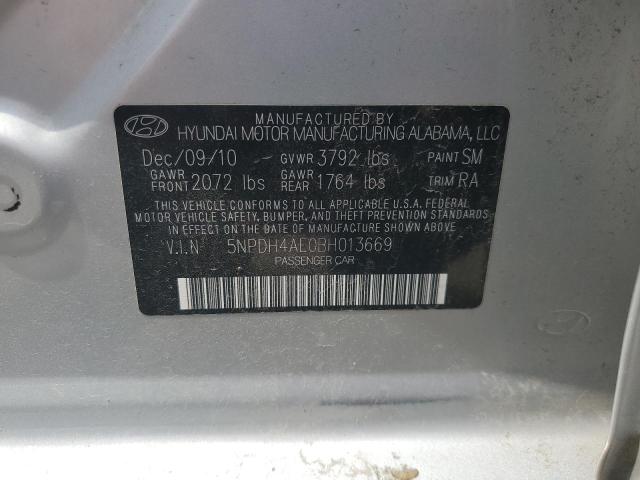 MANUFACTURED BY
HYUNDAI MOTOR MANUFACTURING ALABAMA, LLC
Dec/09/10 GVWR 3792 lbs PAINT SM
GAWR FRONT 2072 lbs GAWR REAR 1764 lbs TRIM RA
THIS VEHICLE CONFORMS TO ALL APPLICABLE U.S.A. FEDERAL
MOTOR VEHICLE SAFETY, BUMPER, AND THEFT PREVENTION STANDARDS
IN EFFECT ON THE DATE OF MANUFACTURE SHOWN ABOVE
V.I.N 5NPDH4AE0BH013669
PASSENGER CAR